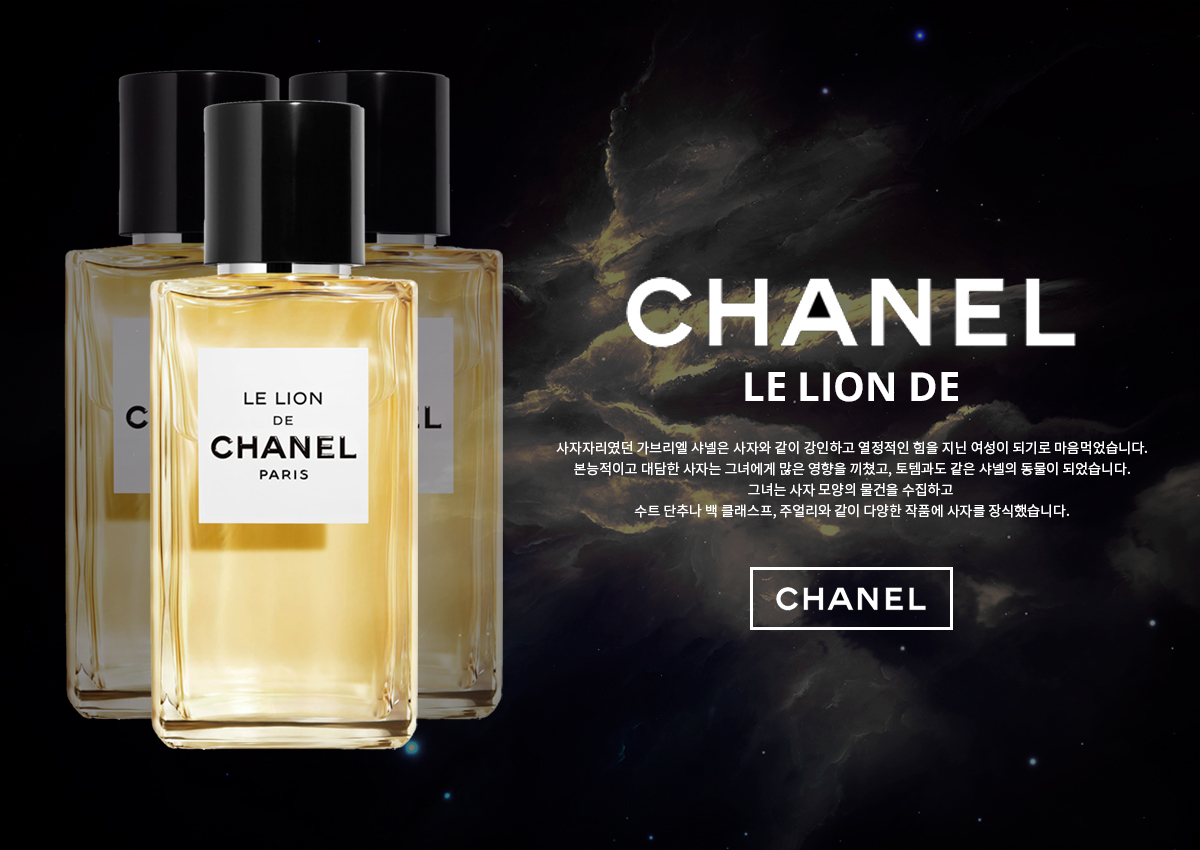 LE LION
DE
CHANEL
PARIS
C
EL
CHANEL
LE LION DE
사자자리였던 가브리엘 샤넬은 사자와 같이 강인하고 열정적인 힘을 지닌 여성이 되기로 마음먹었습니다.
본능적이고 대담한 사자는 그녀에게 많은 영향을 끼쳤고, 토템과도 같은 샤넬의 동물이 되었습니다.
그녀는 사자 모양의 물건을 수집하고
수트 단추나 백 클래스프, 주얼리와 같이 다양한 작품에 사자를 장식했습니다.
CHANEL